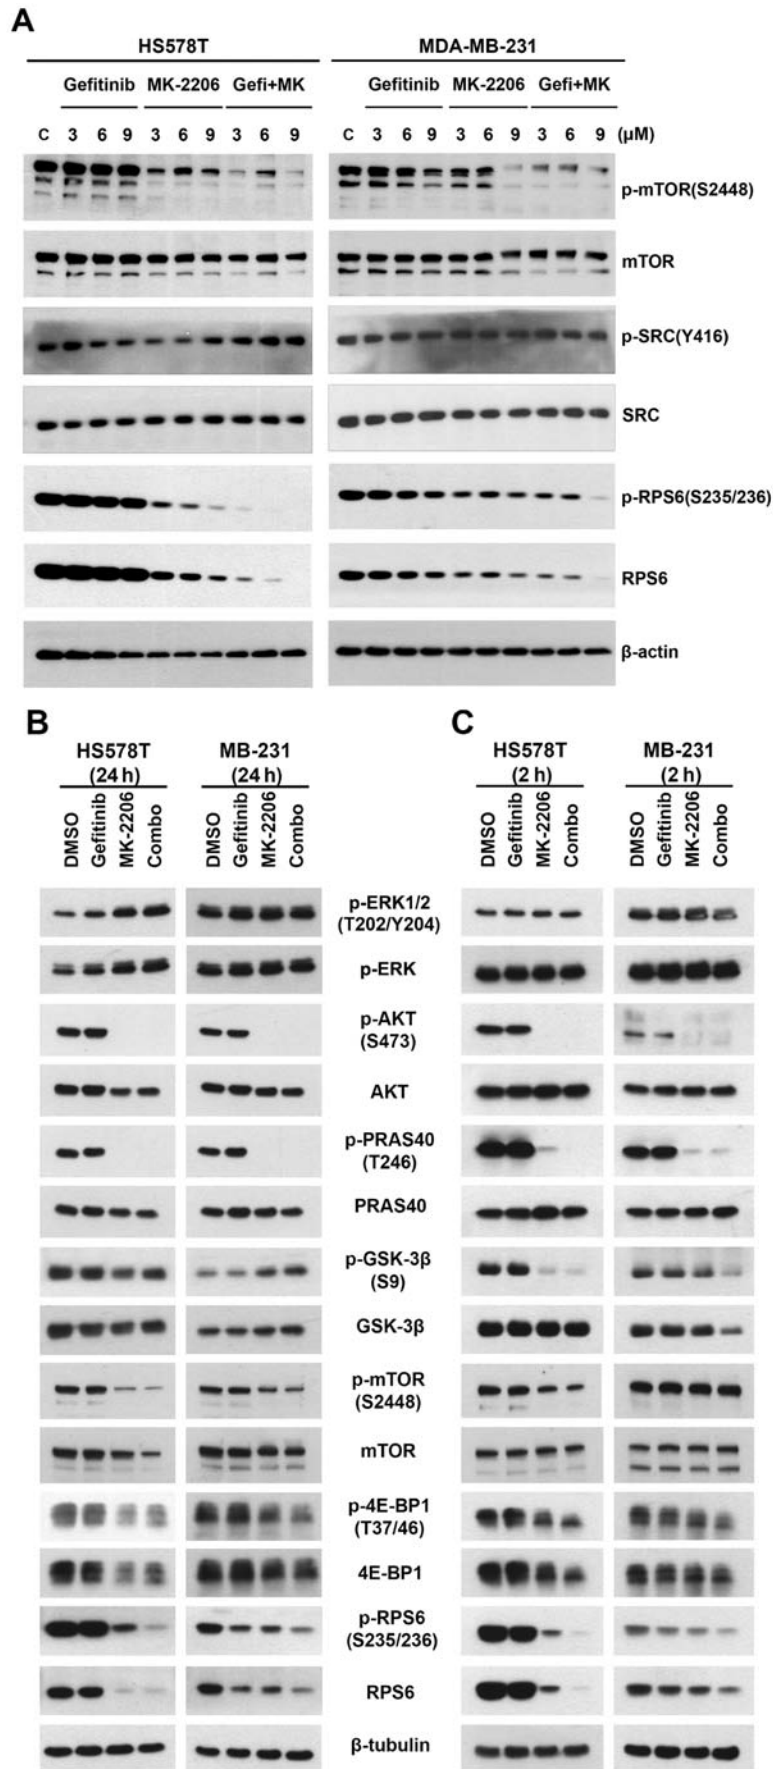 A
HS578T MDA-MB-231
Gefitinib MK-2206 Gefi+MK Gefitinib MK-2206 Gefi+MK
C 3 6 9 3 6 9 3 6 9 C 3 6 9 3 6 9 3 6 9 (µM)
p-mTOR(S2448)
mTOR
p-SRC(Y416)
SRC
p-RPS6(S235/236)
RPS6
β-actin
B C
HS578T MB-231 HS578T MB-231
(24 h) (24 h) (2 h) (2 h)
DMSO Gefitinib MK-2206 Combo DMSO Gefitinib MK-2206 Combo DMSO Gefitinib MK-2206 Combo DMSO Gefitinib MK-2206 Combo
p-ERK1/2
(T202/Y204)
p-ERK
p-AKT
(S473)
AKT
p-PRAS40
(T246)
PRAS40
p-GSK-3β
(S9)
GSK-3β
p-mTOR
(S2448)
mTOR
p-4E-BP1
(T37/46)
4E-BP1
p-RPS6
(S235/236)
RPS6
β-tubulin